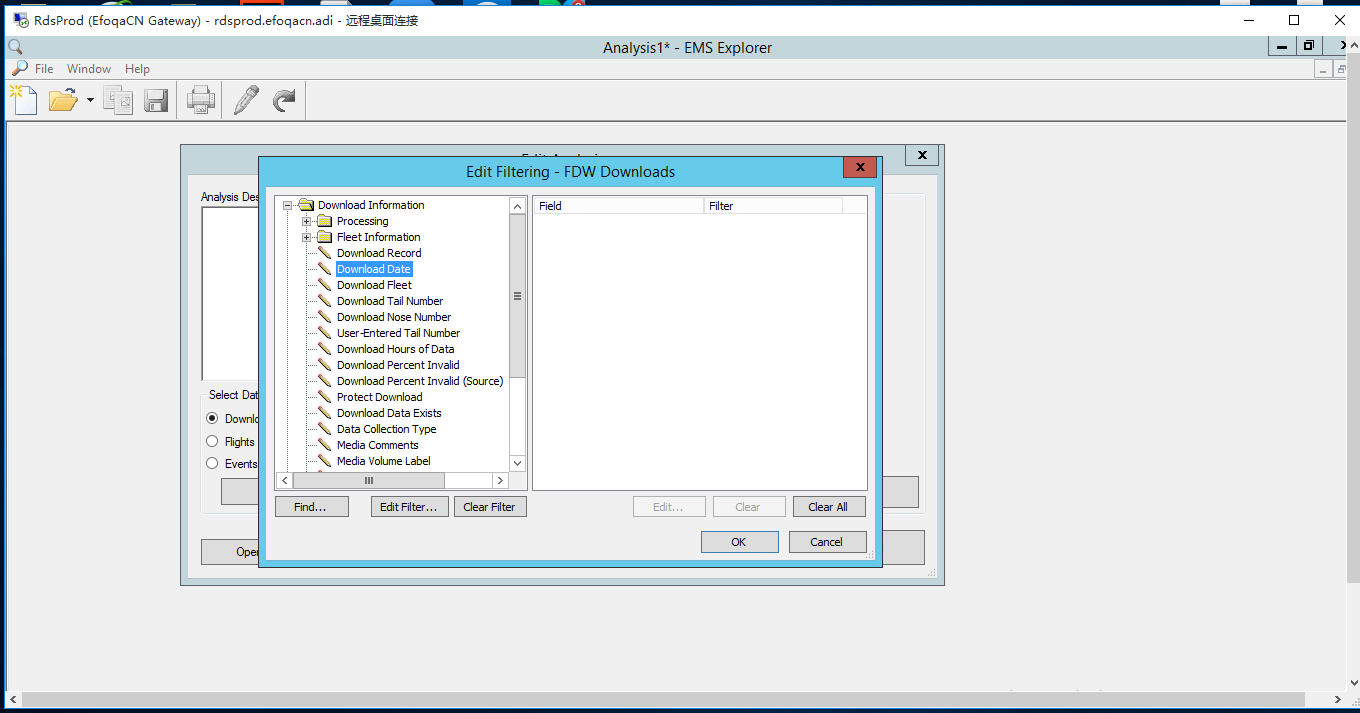 RdsProd (EfoqaCN Gateway) - rdsprod.efoqacn.adi - 远程桌面连接
Analysis1* - EMS Explorer
File Window Help
Edit Filtering - FDW Downloads
Analysis Des
Download Information
Processing
Fleet Information
Download Record
Download Date
Download Fleet
Download Tail Number
Download Nose Number
User-Entered Tail Number
Download Hours of Data
Download Percent Invalid
Download Percent Invalid (Source)
Protect Download
Download Data Exists
Data Collection Type
Media Comments
Media Volume Label
Field Filter
Select Dat
Downlo
Flights
Events
Find... Edit Filter... Clear Filter Edit... Clear Clear All
Open
OK Cancel